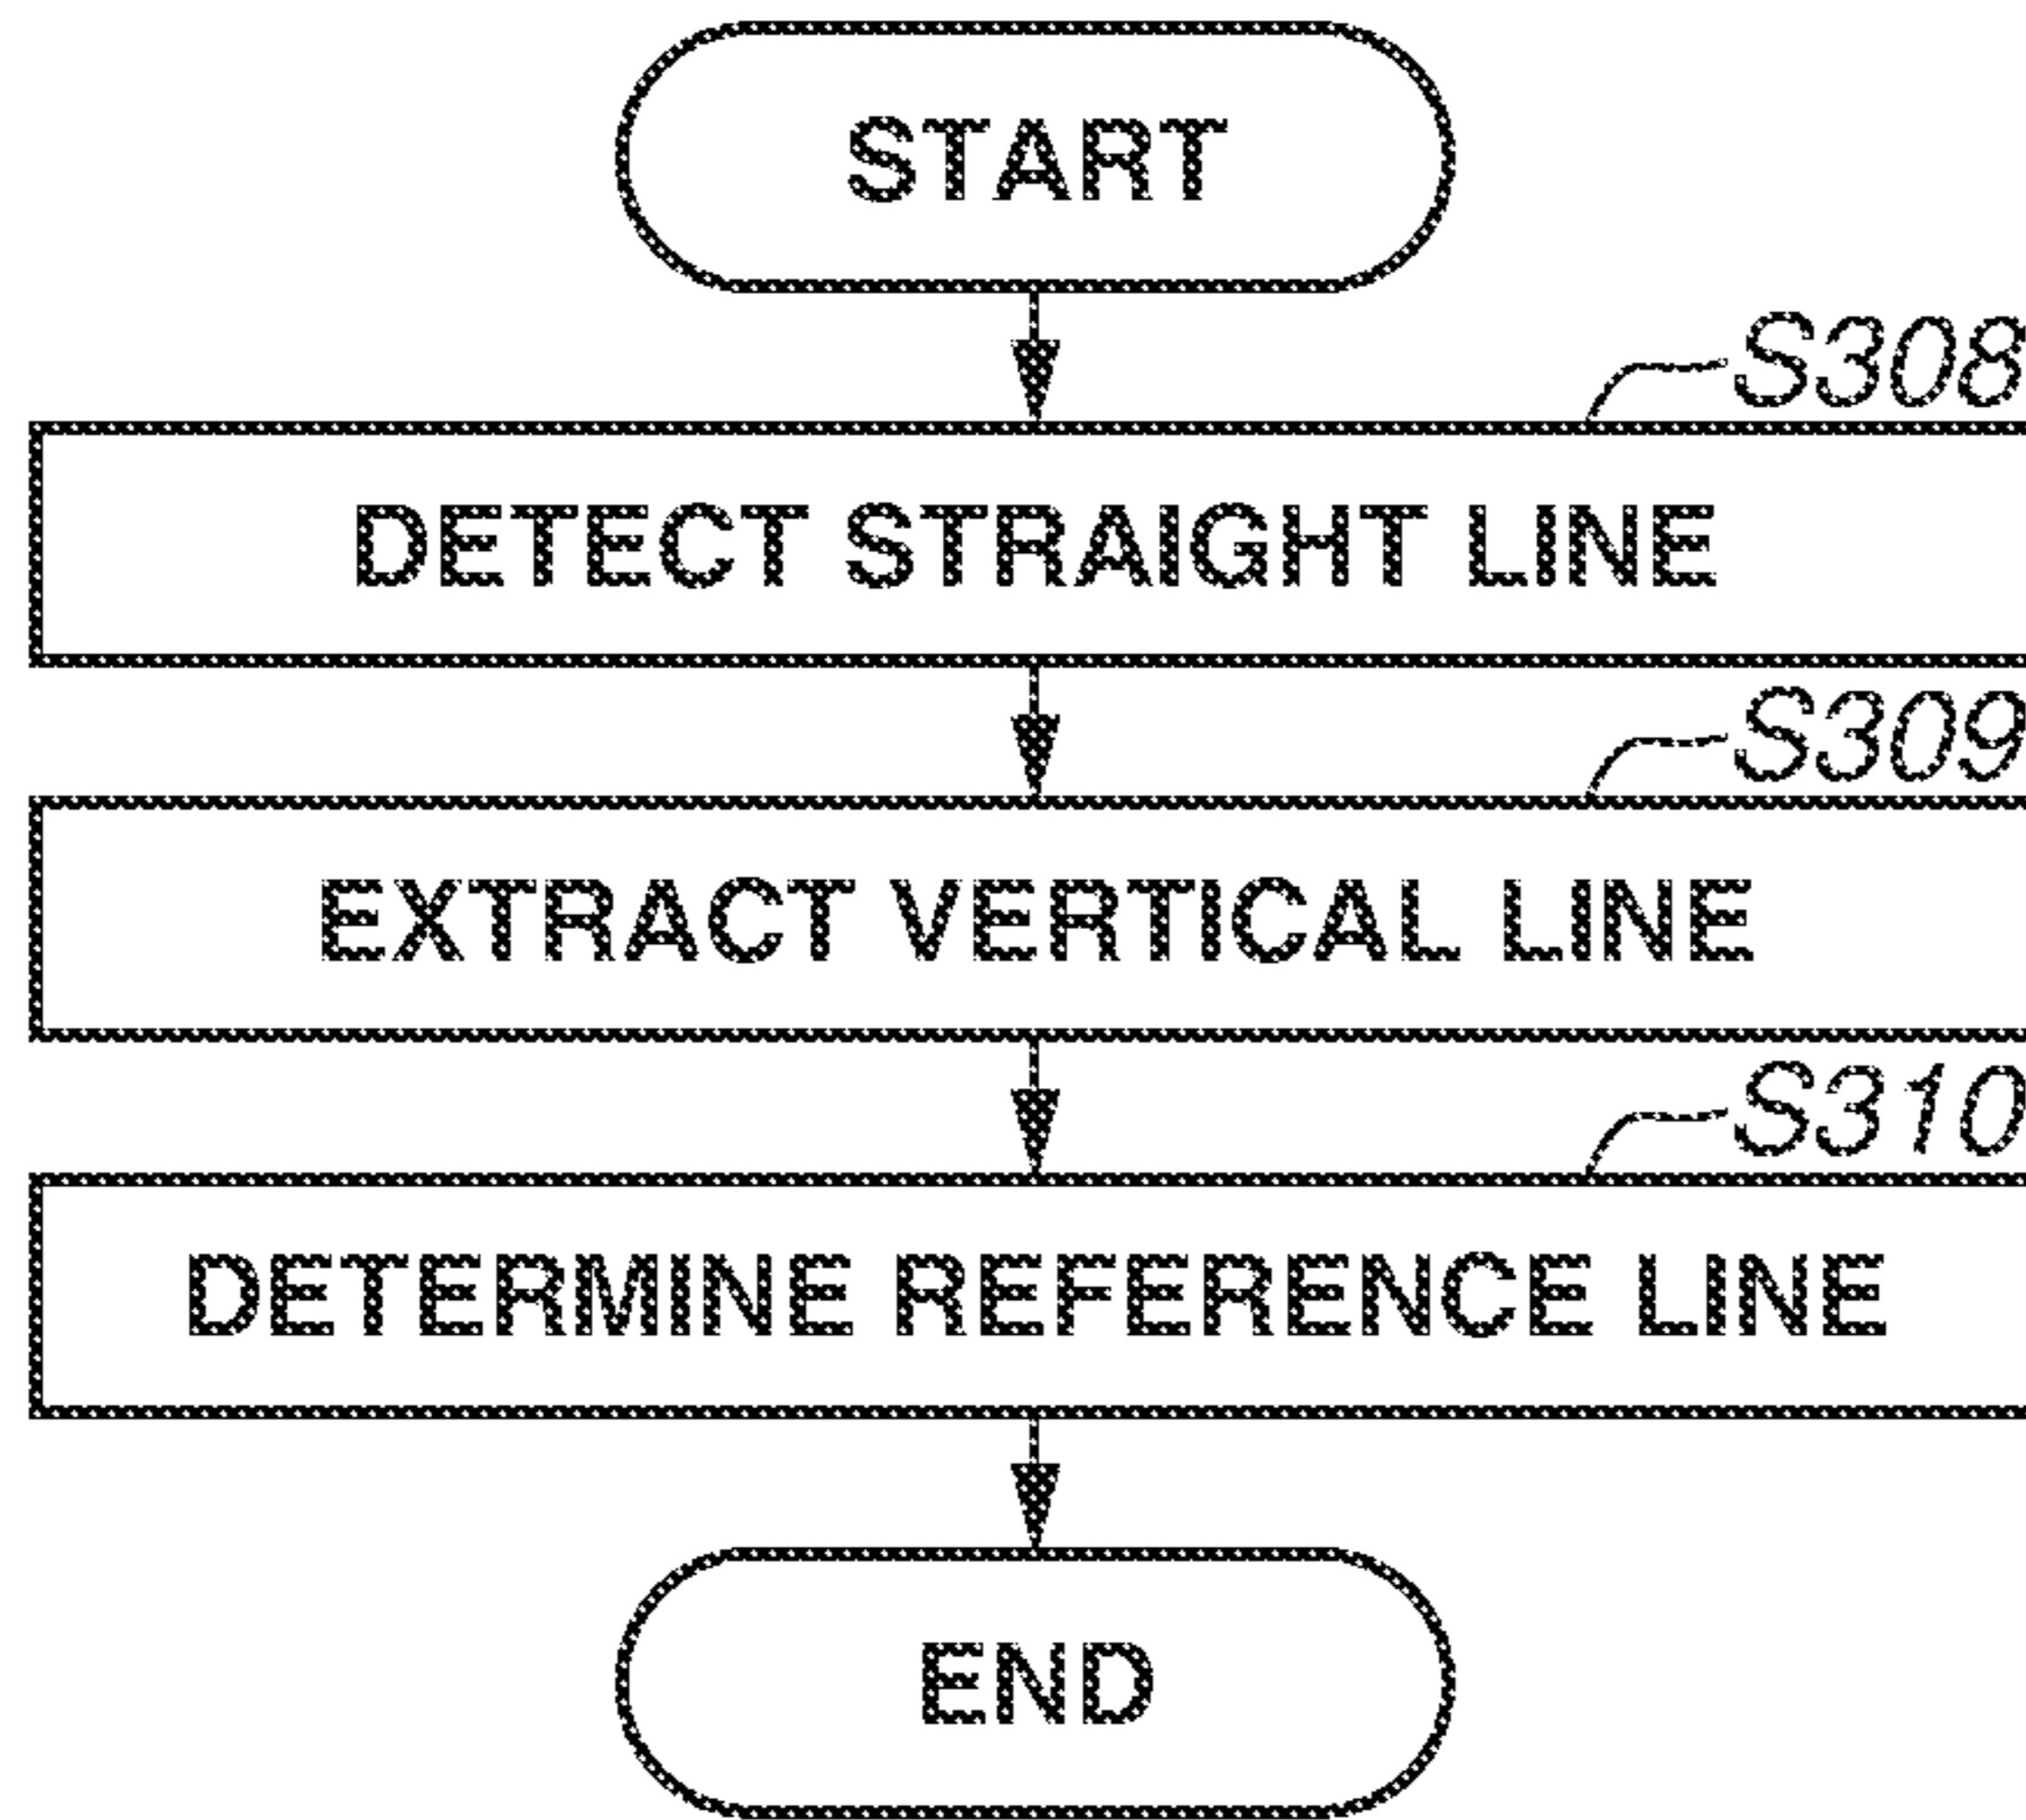 START
S308
DETECT STRAIGHT LINE
S309
EXTRACT VERTICAL LINE
S310
DETERMINE REFERENCE LINE
END